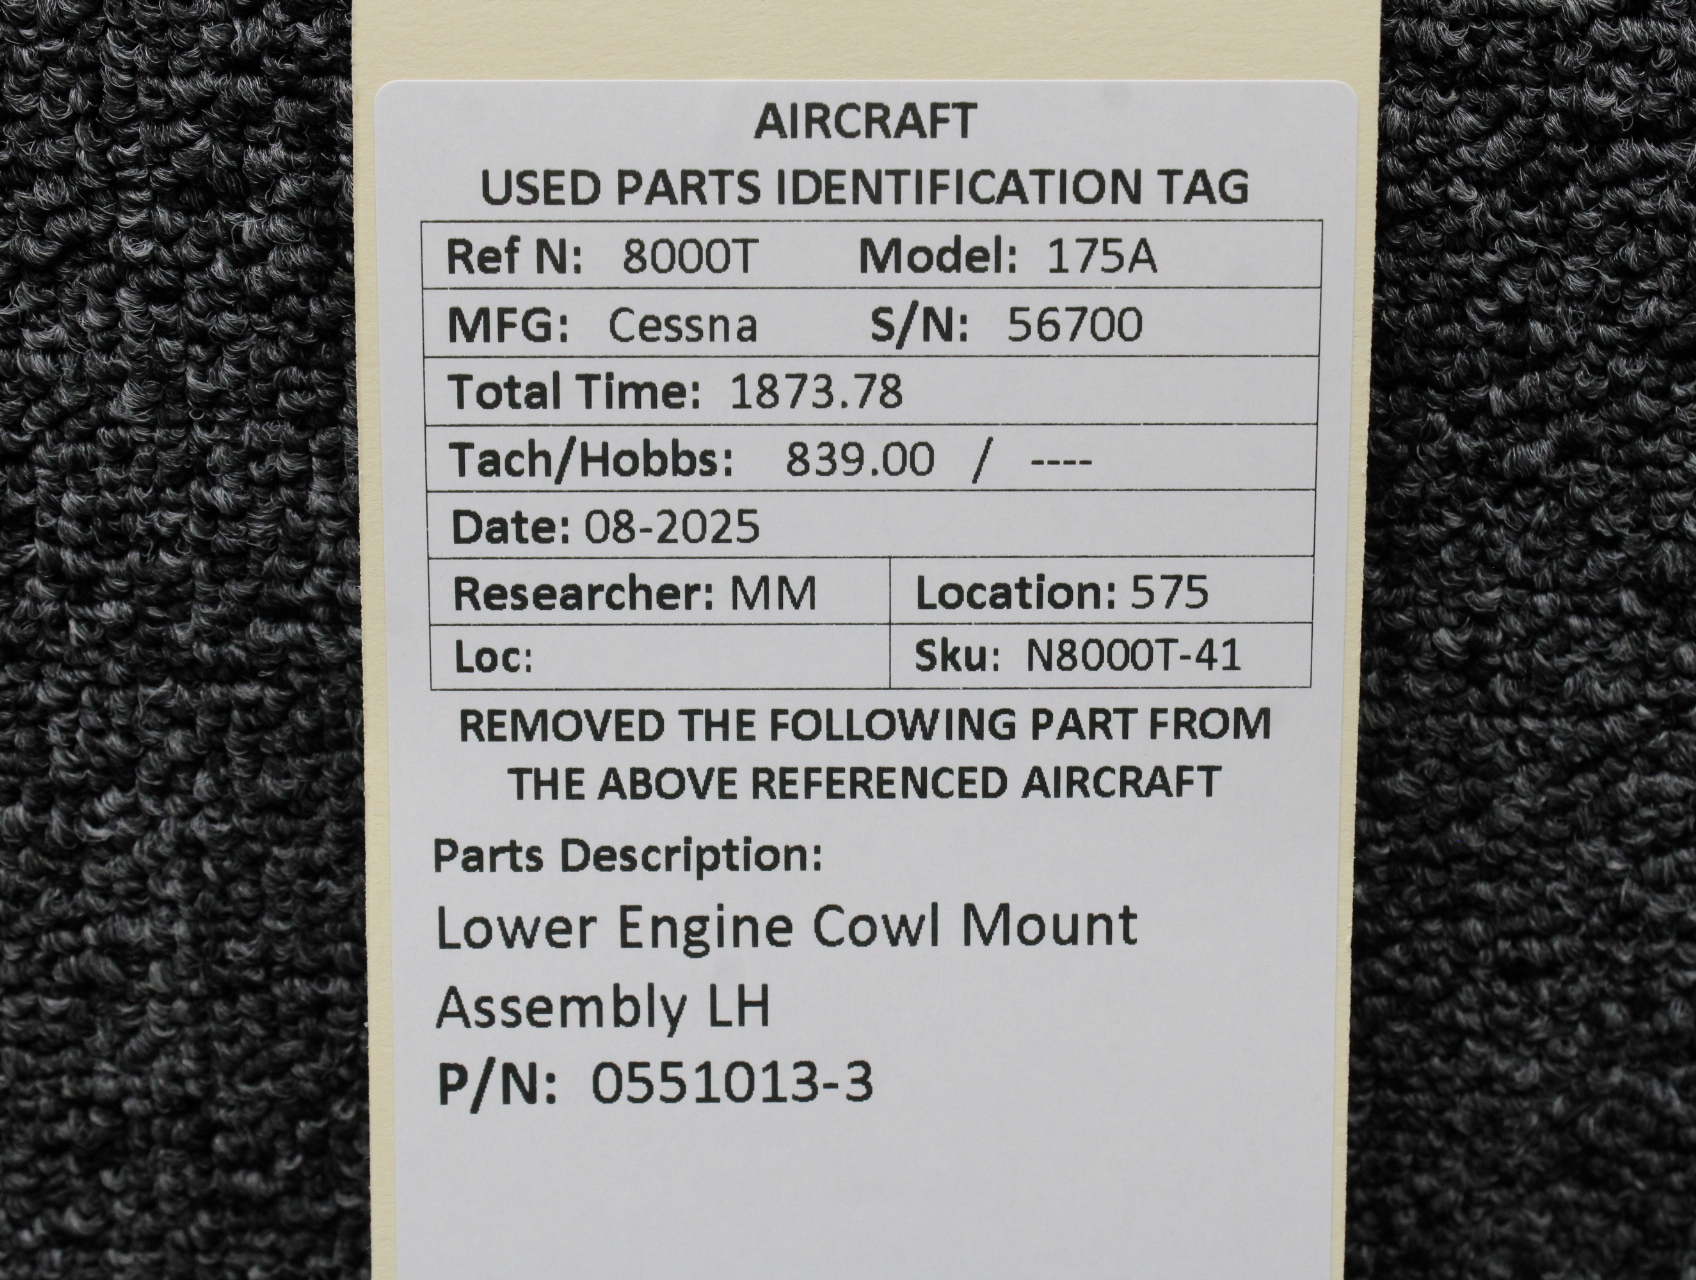 AIRCRAFT
USED PARTS IDENTIFICATION TAG
Ref N: 8000T Model: 175A
MFG: Cessna S/N: 56700
Total Time: 1873.78
Tach/Hobbs: 839.00 / ----
Date: 08-2025
Researcher: MM Location: 575
Loc: Sku: N8000T-41
REMOVED THE FOLLOWING PART FROM
THE ABOVE REFERENCED AIRCRAFT
Parts Description:
Lower Engine Cowl Mount
Assembly LH
P/N: 0551013-3